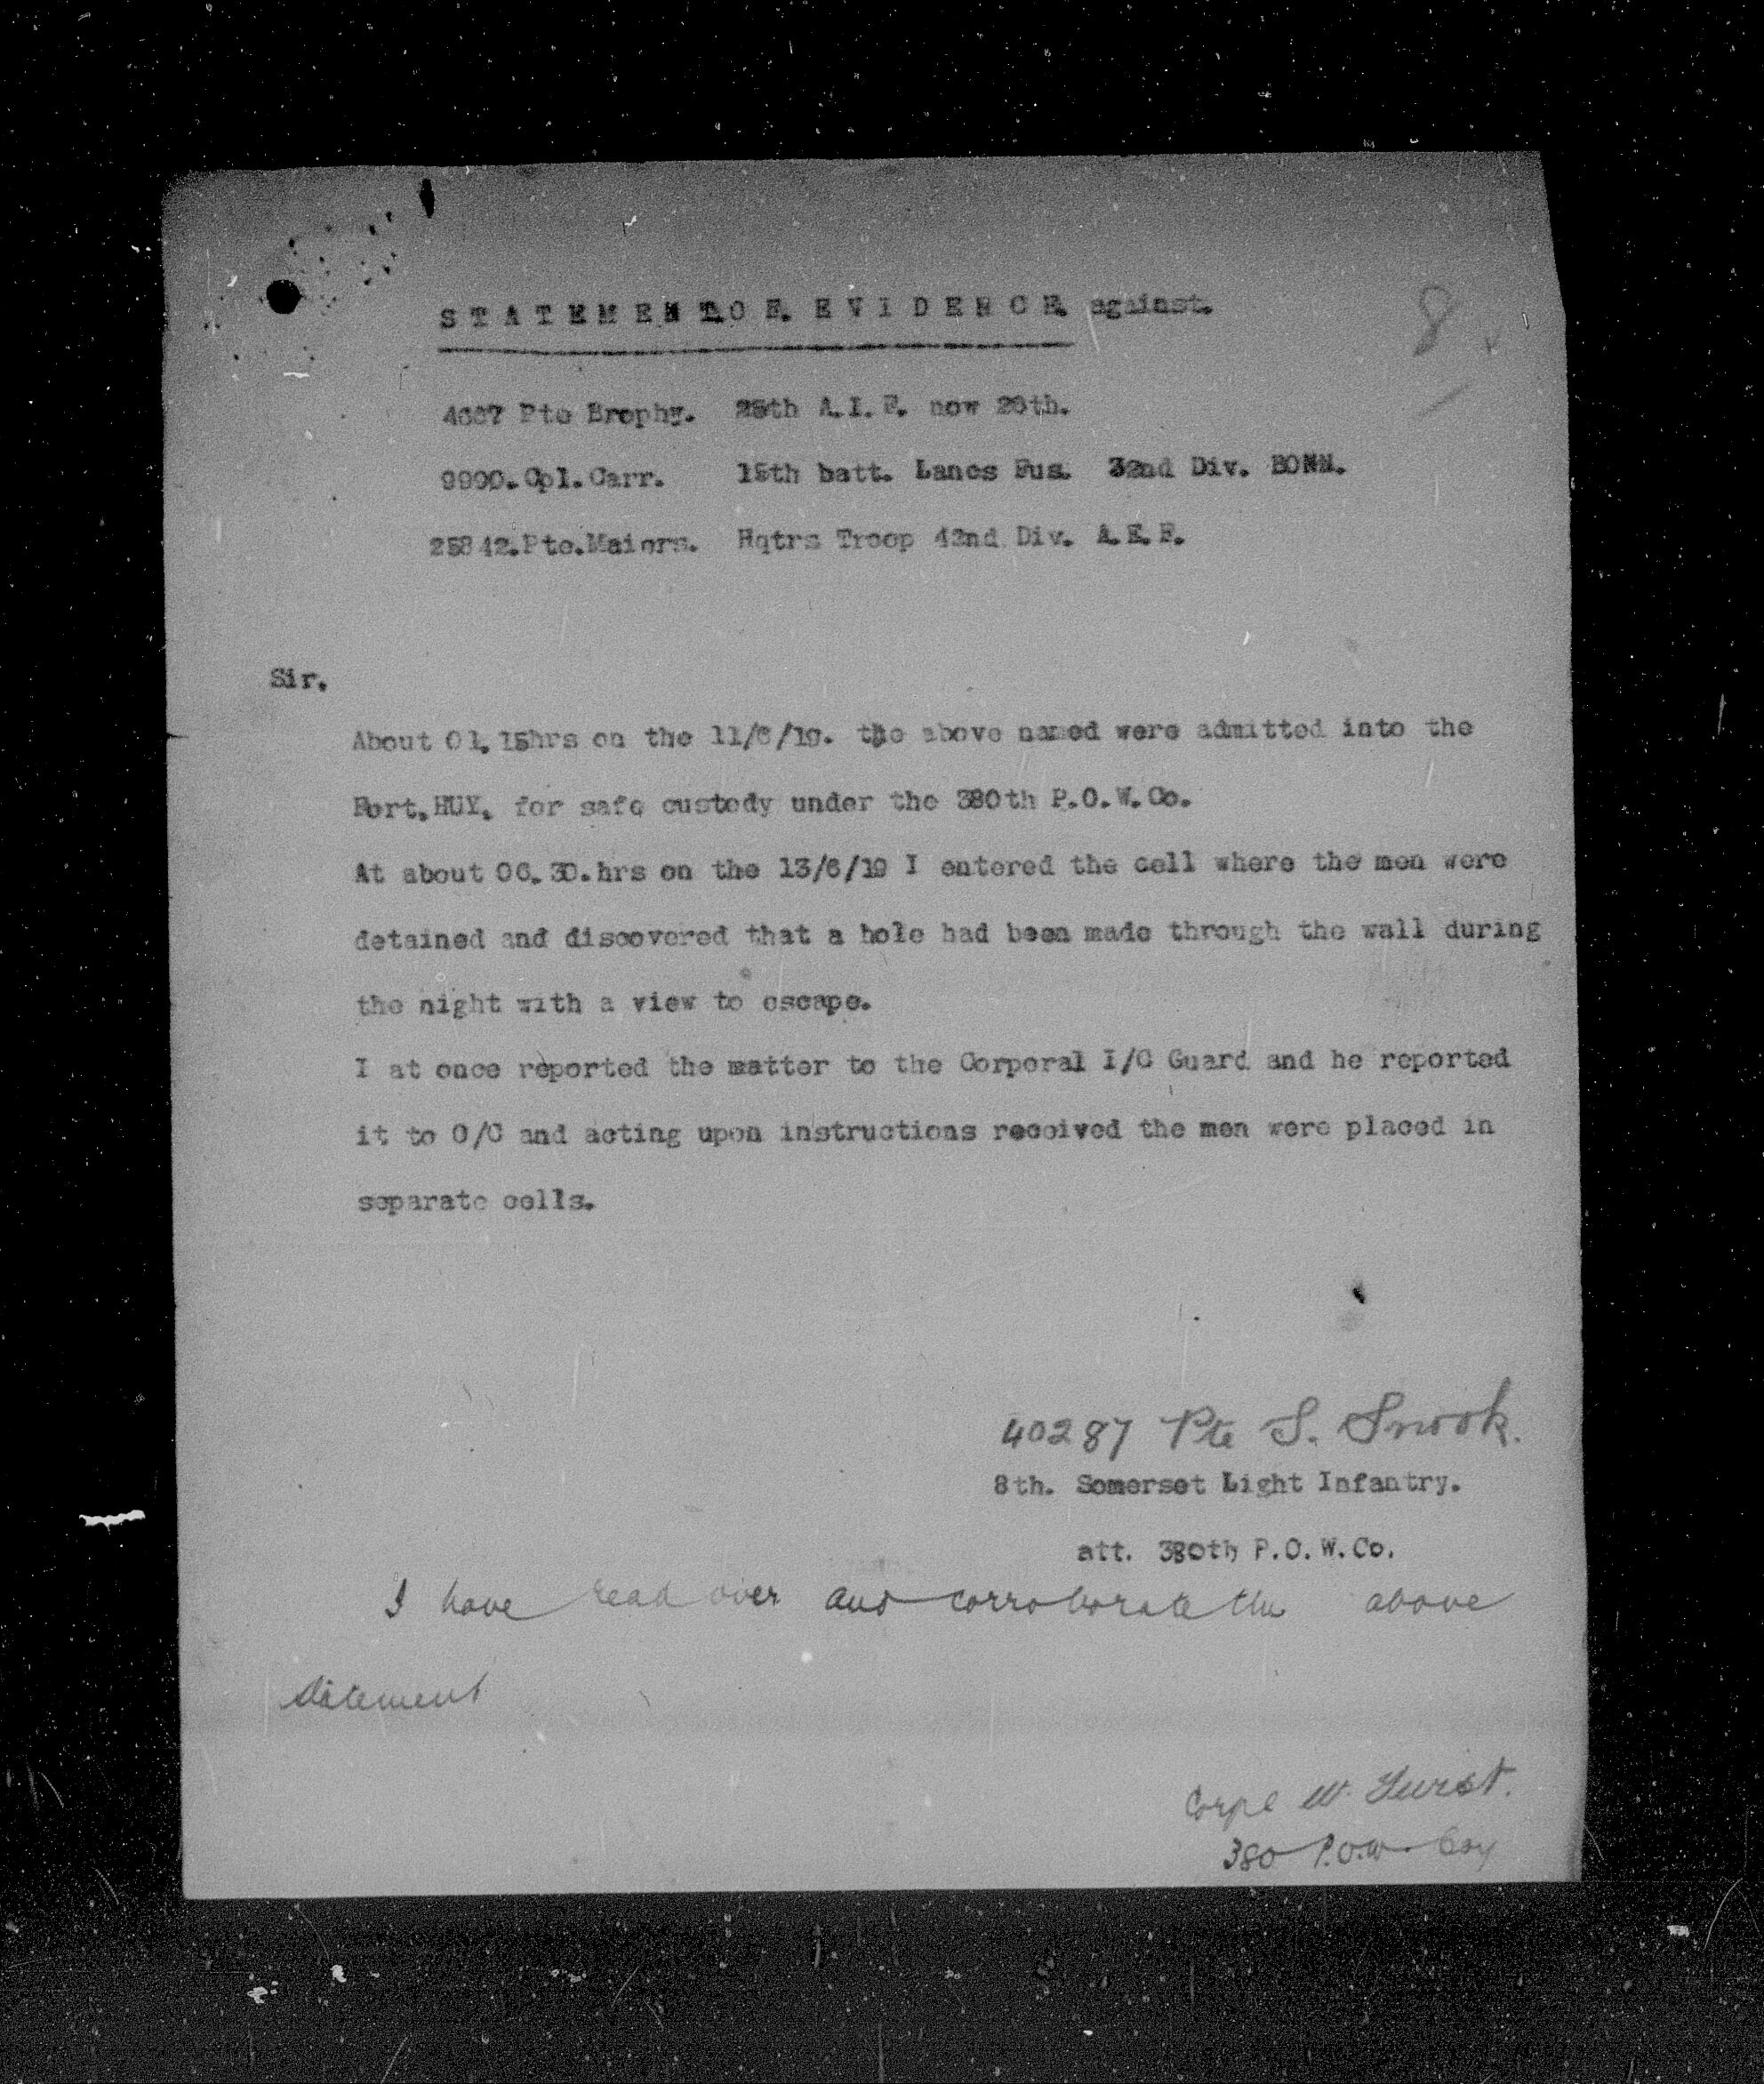 8
STATEMENT OF. EVIDENCE. against.
4667 Pte Brophy. 25th A.I.F. now 26th.
9900. Cpl. Carr. 15th batt. Lancs Fus. 32nd Div. BONN.
25842. Pte. Maiors. Hqtrs Troop 42nd Div. A.E.F.
Sir.
About 01.15hrs on the 11/6/19. the above named were admitted into the
Fort, HUY. for safe custody under the 380th P.O.W.Co.
At about 06.30.hrs on the 13/6/19 I entered the cell where the men were
detained and discovered that a hole had been made through the wall during
the night with a view to escape.
I at once reported the matter to the Corporal I/C Guard and he reported
it to O/C and acting upon instructions received the men were placed in
separate cells.
40287 Pte S. Snook.
8th. Somerset Light Infantry.
att. 380th P.O.W.Co.
I have read over and corroborate the above
statement
Corpl W. Hurst.
380 P.O.W. Coy